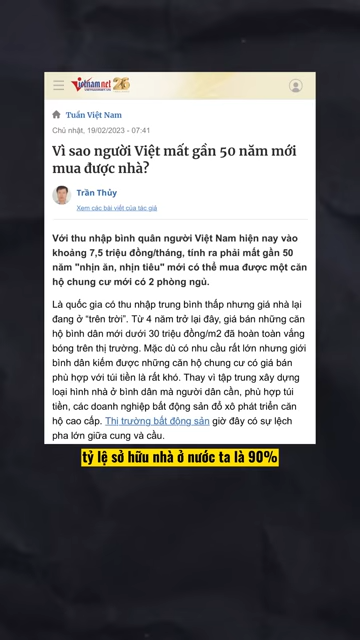 Vietnamnet 25
Tuần Việt Nam
Chủ nhật, 19/02/2023 - 07:41
Vì sao người Việt mất gần 50 năm mới
mua được nhà?
Trần Thủy
Xem các bài viết của tác giả
Với thu nhập bình quân người Việt Nam hiện nay vào
khoảng 7,5 triệu đồng/tháng, tính ra phải mất gần 50
năm "nhịn ăn, nhịn tiêu" mới có thể mua được một căn
hộ chung cư mới có 2 phòng ngủ.
Là quốc gia có thu nhập trung bình thấp nhưng giá nhà lại
đang ở “trên trời”. Từ 4 năm trở lại đây, giá bán những căn
hộ bình dân mới dưới 30 triệu đồng/m2 đã hoàn toàn vắng
bóng trên thị trường. Mặc dù có nhu cầu rất lớn nhưng giới
bình dân kiếm được những căn hộ chung cư có giá bán
phù hợp với túi tiền là rất khó. Thay vì tập trung xây dựng
loại hình nhà ở bình dân mà người dân cần, phù hợp túi
tiền, các doanh nghiệp bất động sản đổ xô phát triển căn
hộ cao cấp. Thị trường bất động sản giờ đây có sự lệch
pha lớn giữa cung và cầu.
tỷ lệ sở hữu nhà ở nước ta là 90%